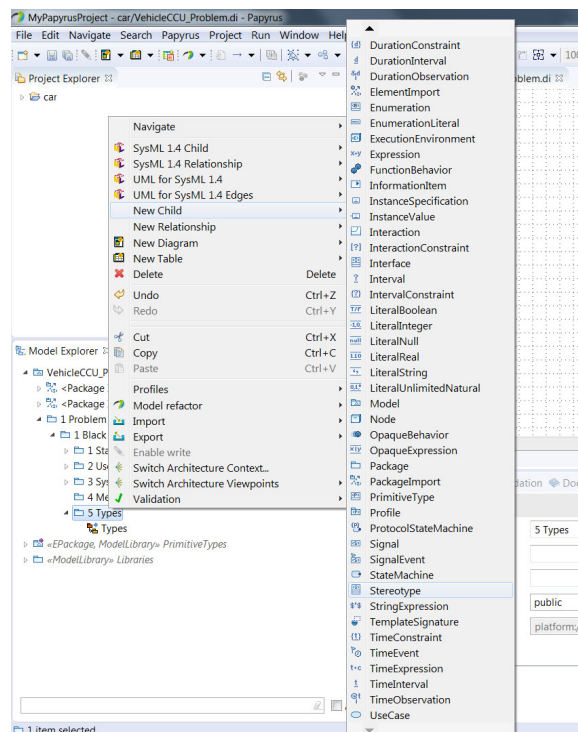 MyPapyrusProject - car/VehicleCCU_Problem.di - Papyrus
File Edit Navigate Search Papyrus Project Run Window Hel
100
Project Explorer
blem.di
car
Navigate
SysML 1.4 Child
SysML 1.4 Relationship
UML for SysML 1.4
UML for SysML 1.4 Edges
New Child
New Relationship
New Diagram
New Table
Delete Delete
Undo Ctrl+Z
Redo Ctrl+Y
Cut Ctrl+X
Copy Ctrl+C
Paste Ctrl+V
Profiles
Model refactor
Import
Export
Enable write
Switch Architecture Context...
Switch Architecture Viewpoints
Validation
DurationConstraint
DurationInterval
DurationObservation
ElementImport
Enumeration
EnumerationLiteral
ExecutionEnvironment
Expression
FunctionBehavior
InformationItem
InstanceSpecification
InstanceValue
Interaction
InteractionConstraint
Interface
Interval
IntervalConstraint
LiteralBoolean
LiteralInteger
LiteralNull
LiteralReal
LiteralString
LiteralUnlimitedNatural
Model
Node
OpaqueBehavior
OpaqueExpression
Package
PackageImport
PrimitiveType
Profile
ProtocolStateMachine
Signal
SignalEvent
StateMachine
Stereotype
StringExpression
TemplateSignature
TimeConstraint
TimeEvent
TimeExpression
TimeInterval
TimeObservation
UseCase
Model Explorer
VehicleCCU_P
<Package
<Package
1 Problem
1 Black
1 Sta
2 Use
3 Sys
4 Me
5 Types
Types
«EPackage, ModelLibrary» PrimitiveTypes
«ModelLibrary» Libraries
dation Do
5 Types
public
platform:/
1 item selected